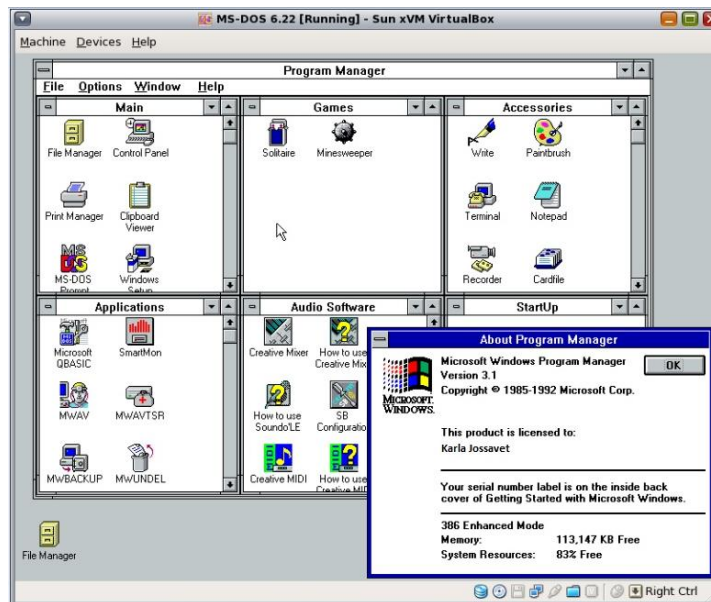 MS-DOS 6.22 [Running] - Sun xVM VirtualBox
Machine Devices Help
Program Manager
File Options Window Help
Main
File Manager
Control Panel
Print Manager
Clipboard
Viewer
MS-DOS
Prompt
Windows
Setup
Games
Solitaire
Minesweeper
Accessories
Write
Paintbrush
Terminal
Notepad
Recorder
Cardfile
Applications
Microsoft
QBASIC
SmartMon
MWAV
MWAVTSR
MWBACKUP
MWUNDEL
Audio Software
Creative Mixer
How to use
Creative Mix
How to use
Soundo'LE
SB
Configuratio
Creative MIDI
How to use
Creative MI
StartUp
About Program Manager
MICROSOFT.
WINDOWS.
Microsoft Windows Program Manager
Version 3.1
Copyright © 1985-1992 Microsoft Corp.
OK
This product is licensed to:
Karla Jossavet
Your serial number label is on the inside back
cover of Getting Started with Microsoft Windows.
386 Enhanced Mode
Memory: 113,147 KB Free
System Resources: 83% Free
File Manager
Right Ctrl